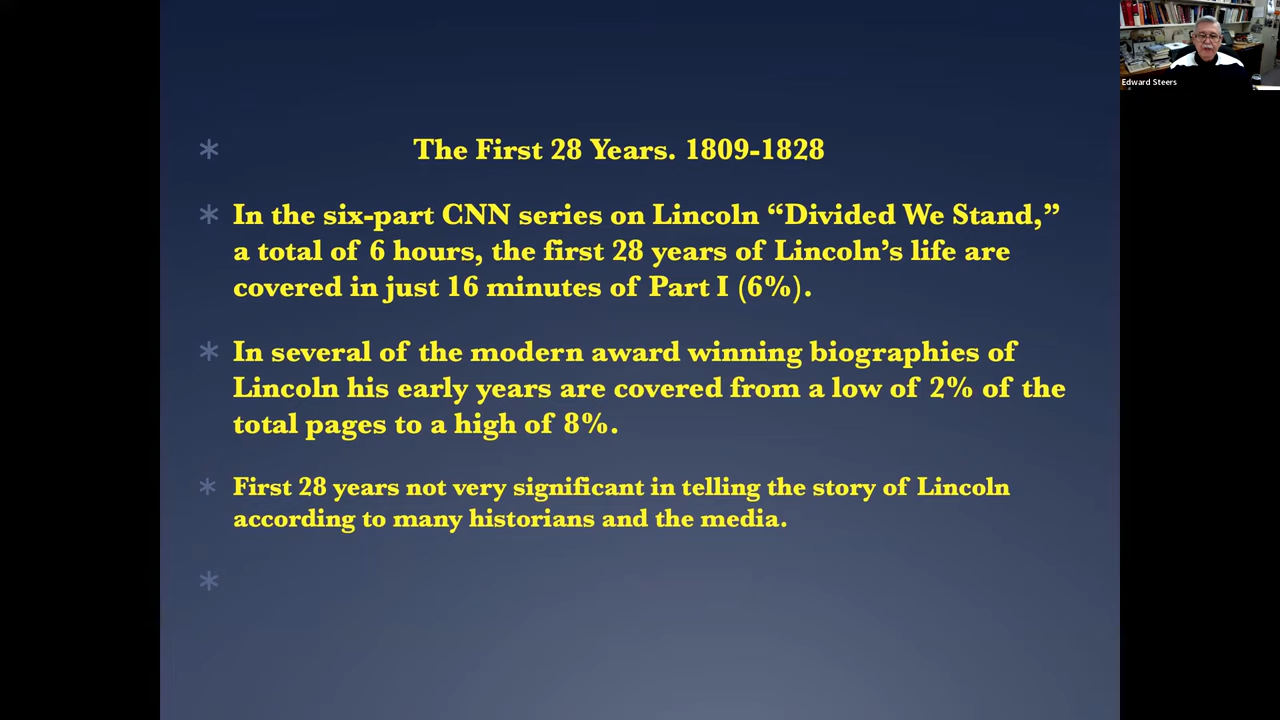 Edward Steers
* The First 28 Years. 1809-1828
* In the six-part CNN series on Lincoln “Divided We Stand,”
a total of 6 hours, the first 28 years of Lincoln’s life are
covered in just 16 minutes of Part I (6%).
* In several of the modern award winning biographies of
Lincoln his early years are covered from a low of 2% of the
total pages to a high of 8%.
* First 28 years not very significant in telling the story of Lincoln
according to many historians and the media.
*